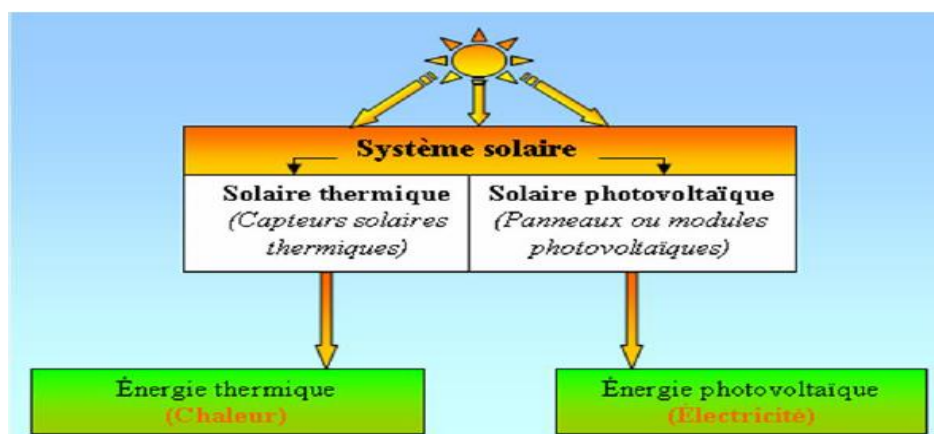 Système solaire
Solaire thermique
(Capteurs solaires
thermiques)
Solaire photovoltaïque
(Panneaux ou modules
photovoltaïques)
Énergie thermique
(Chaleur)
Énergie photovoltaïque
(Électricité)